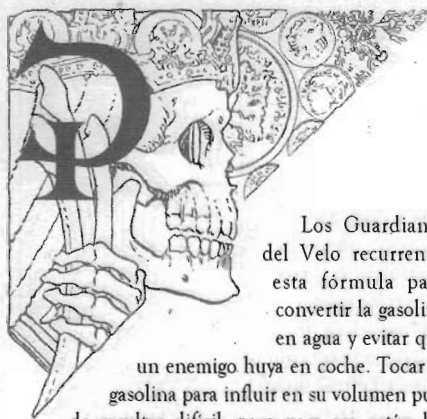 Los Guardian
del Velo recurren
esta fórmula pa
convertir la gasoli
en agua y evitar q
un enemigo huya en coche. Tocar
gasolina para influir en su volumen pu